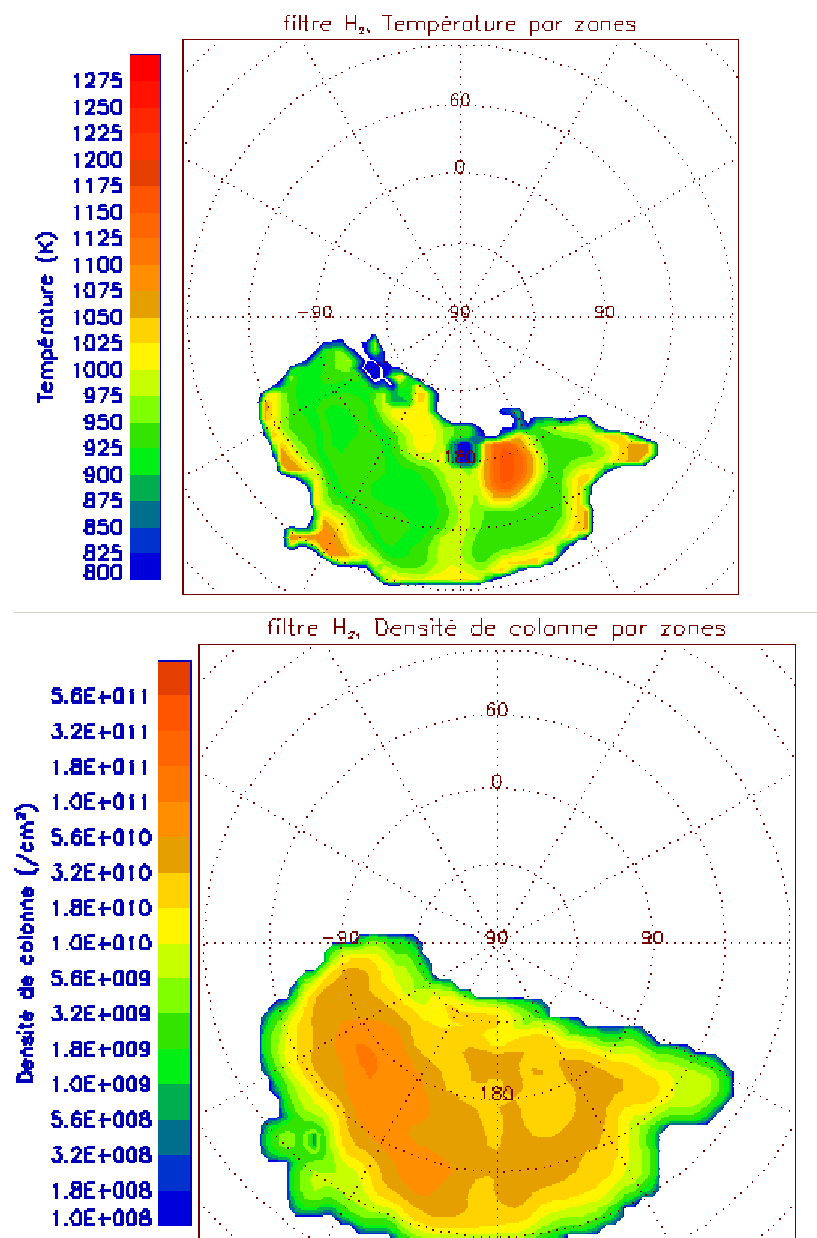 filtre H₂, Température par zones
1275
1250
1225
1200
1175
1150
1125
1100
1075
1050
1025
1000
975
950
925
900
875
850
825
800
Température (K)
60
0
-90
90
90
180
filtre H₂, Densité de colonne par zones
5.6E+011
3.2E+011
1.8E+011
1.0E+011
5.6E+010
3.2E+010
1.8E+010
1.0E+010
5.6E+009
3.2E+009
1.8E+009
1.0E+009
5.6E+008
3.2E+008
1.8E+008
1.0E+008
Densité de colonne (/cm²)
60
0
-90
90
90
180